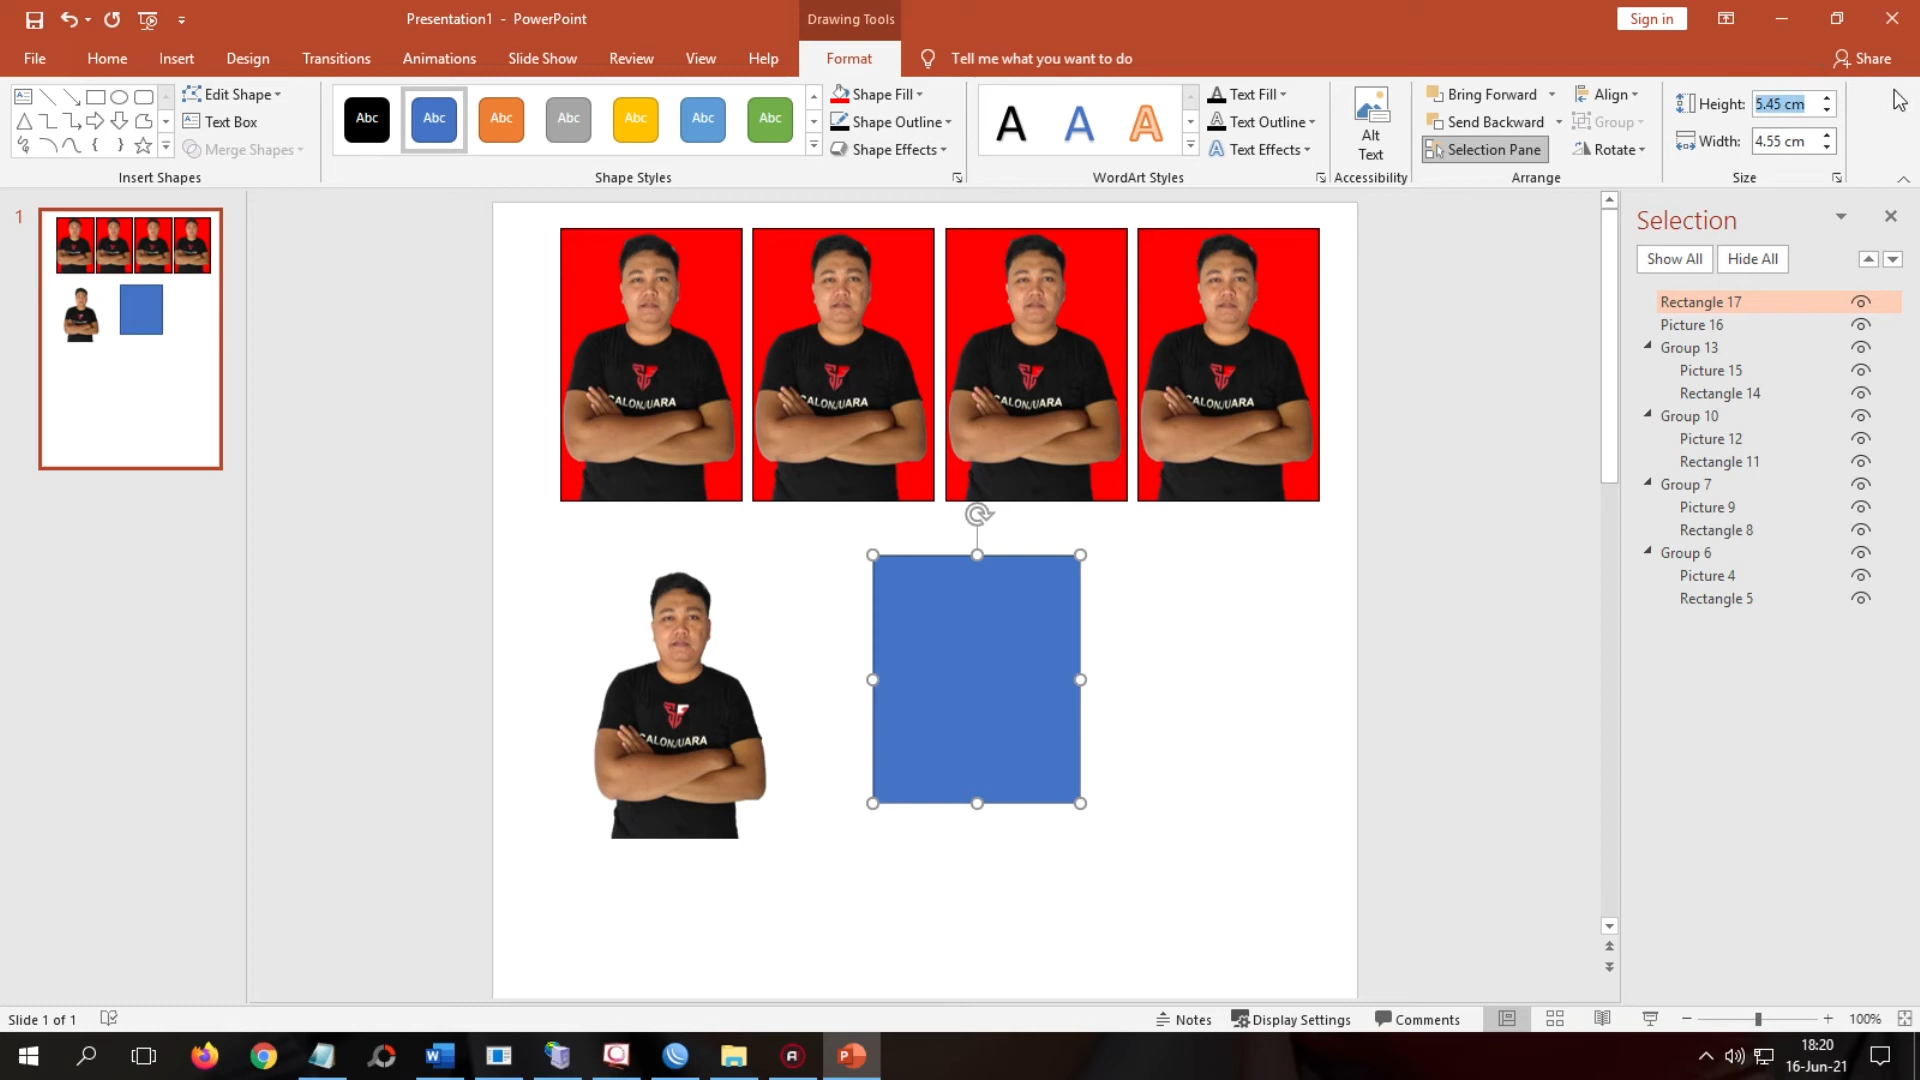 Presentation1 - PowerPoint
Drawing Tools
Sign in
File
Home
Insert
Design
Transitions
Animations
Slide Show
Review
View
Help
Format
Tell me what you want to do
Share
Edit Shape
Text Box
Merge Shapes
Insert Shapes
Abc
Abc
Abc
Abc
Abc
Abc
Abc
Shape Fill
Shape Outline
Shape Effects
Shape Styles
A
A
A
Text Fill
Text Outline
Text Effects
WordArt Styles
Alt
Text
Accessibility
Bring Forward
Send Backward
Selection Pane
Align
Group
Rotate
Arrange
Height: 5.45 cm
Width: 4.55 cm
Size
1
CALONJUARA
CALONJUARA
CALONJUARA
CALONJUARA
CALONJUARA
Selection
Show All
Hide All
Rectangle 17
Picture 16
Group 13
Picture 15
Rectangle 14
Group 10
Picture 12
Rectangle 11
Group 7
Picture 9
Rectangle 8
Group 6
Picture 4
Rectangle 5
Slide 1 of 1
Notes
Display Settings
Comments
100%
18:20
16-Jun-21